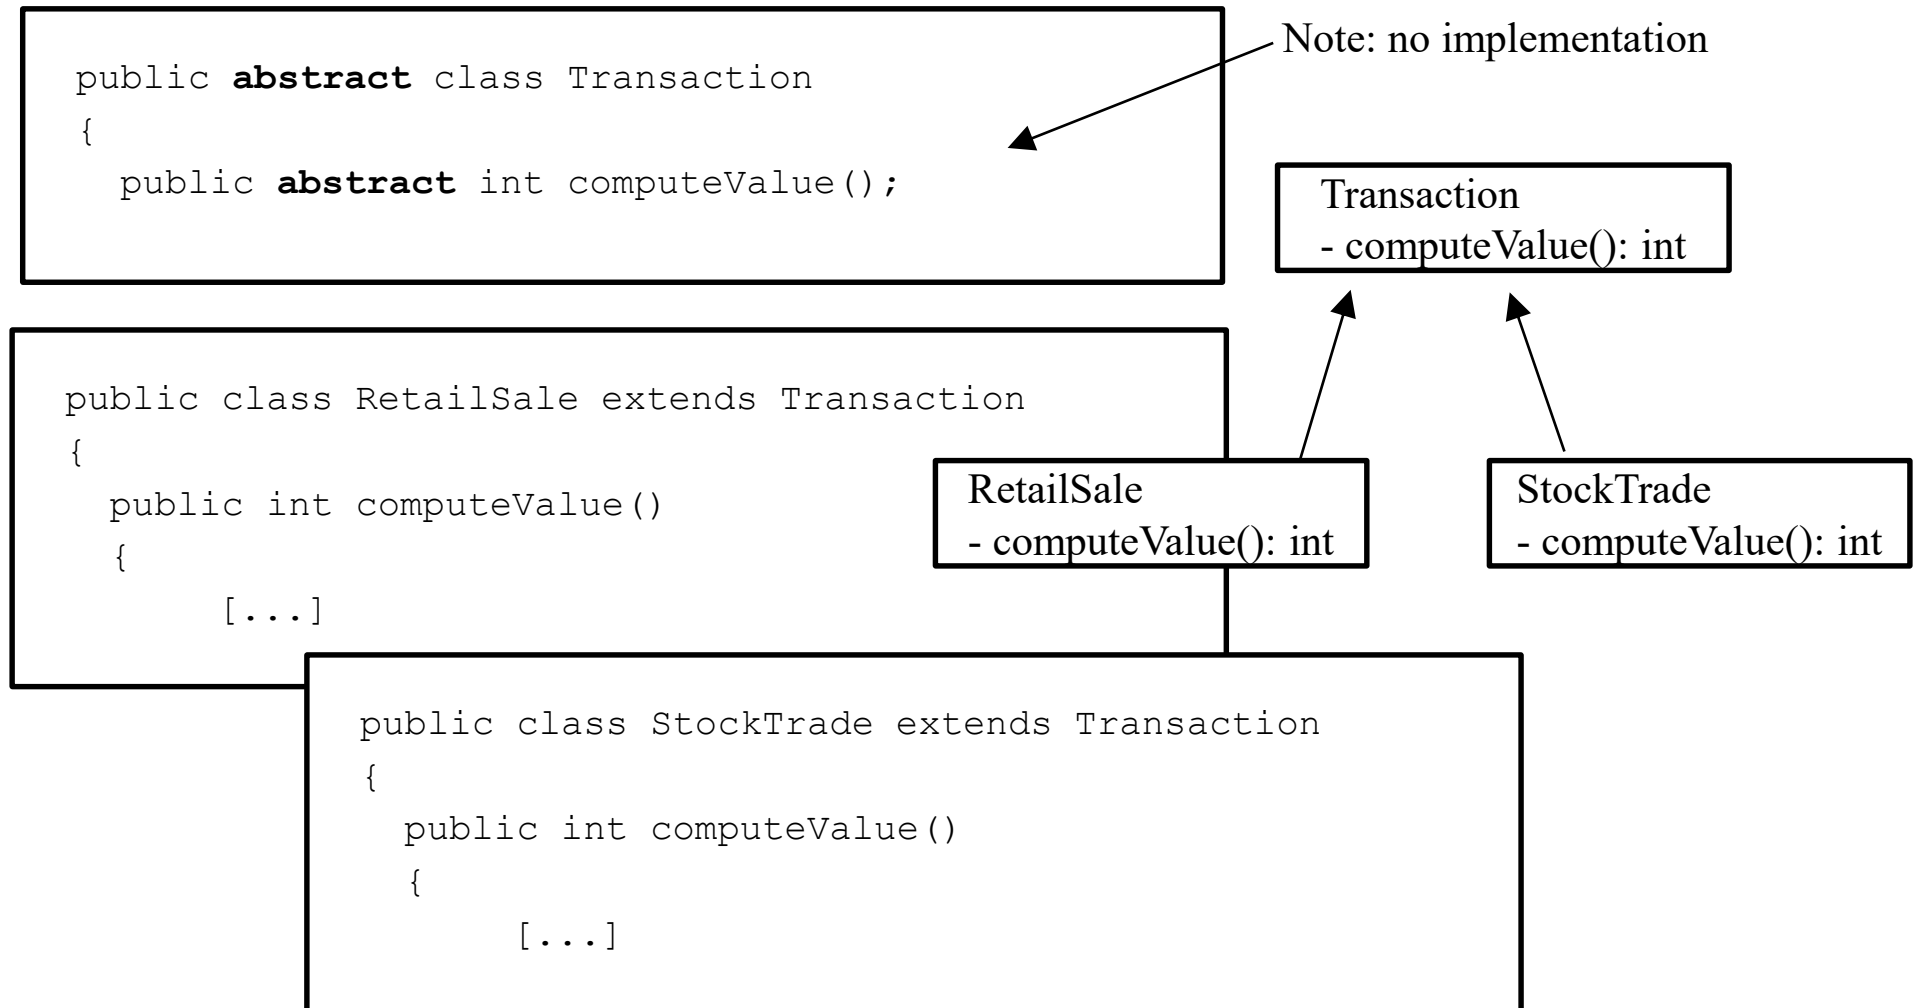 public abstract class Transaction
{
public abstract int computeValue();
Note: no implementation
Transaction
- computeValue(): int
public class RetailSale extends Transaction
{
public int computeValue()
{
[...]
RetailSale
- computeValue(): int
StockTrade
- computeValue(): int
public class StockTrade extends Transaction
{
public int computeValue()
{
[...]